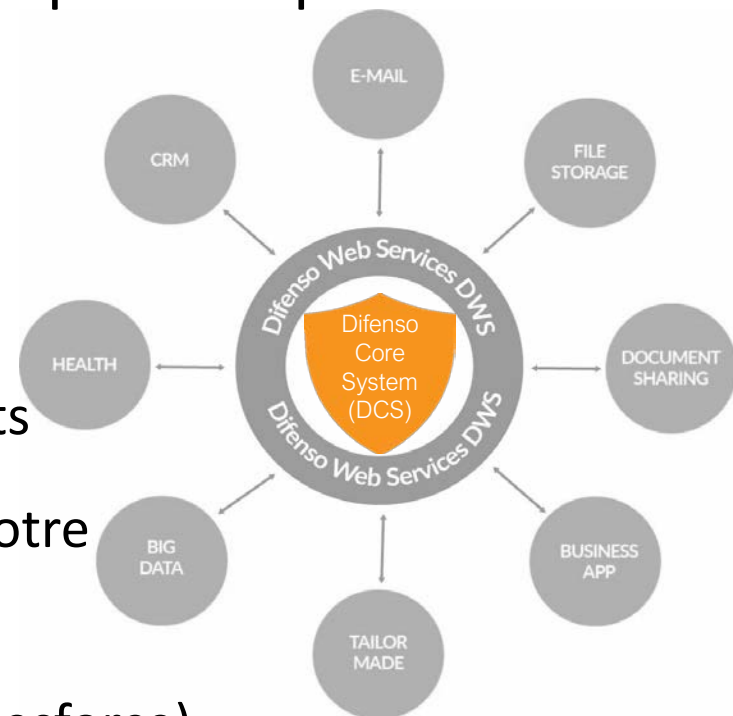 E-MAIL
CRM
FILE
STORAGE
Difenso Web Services DWS
Difenso
Core
System
(DCS)
HEALTH
DOCUMENT
SHARING
ts
Difenso Web Services DWS
otre
BIG
DATA
BUSINESS
APP
TAILOR
MADE